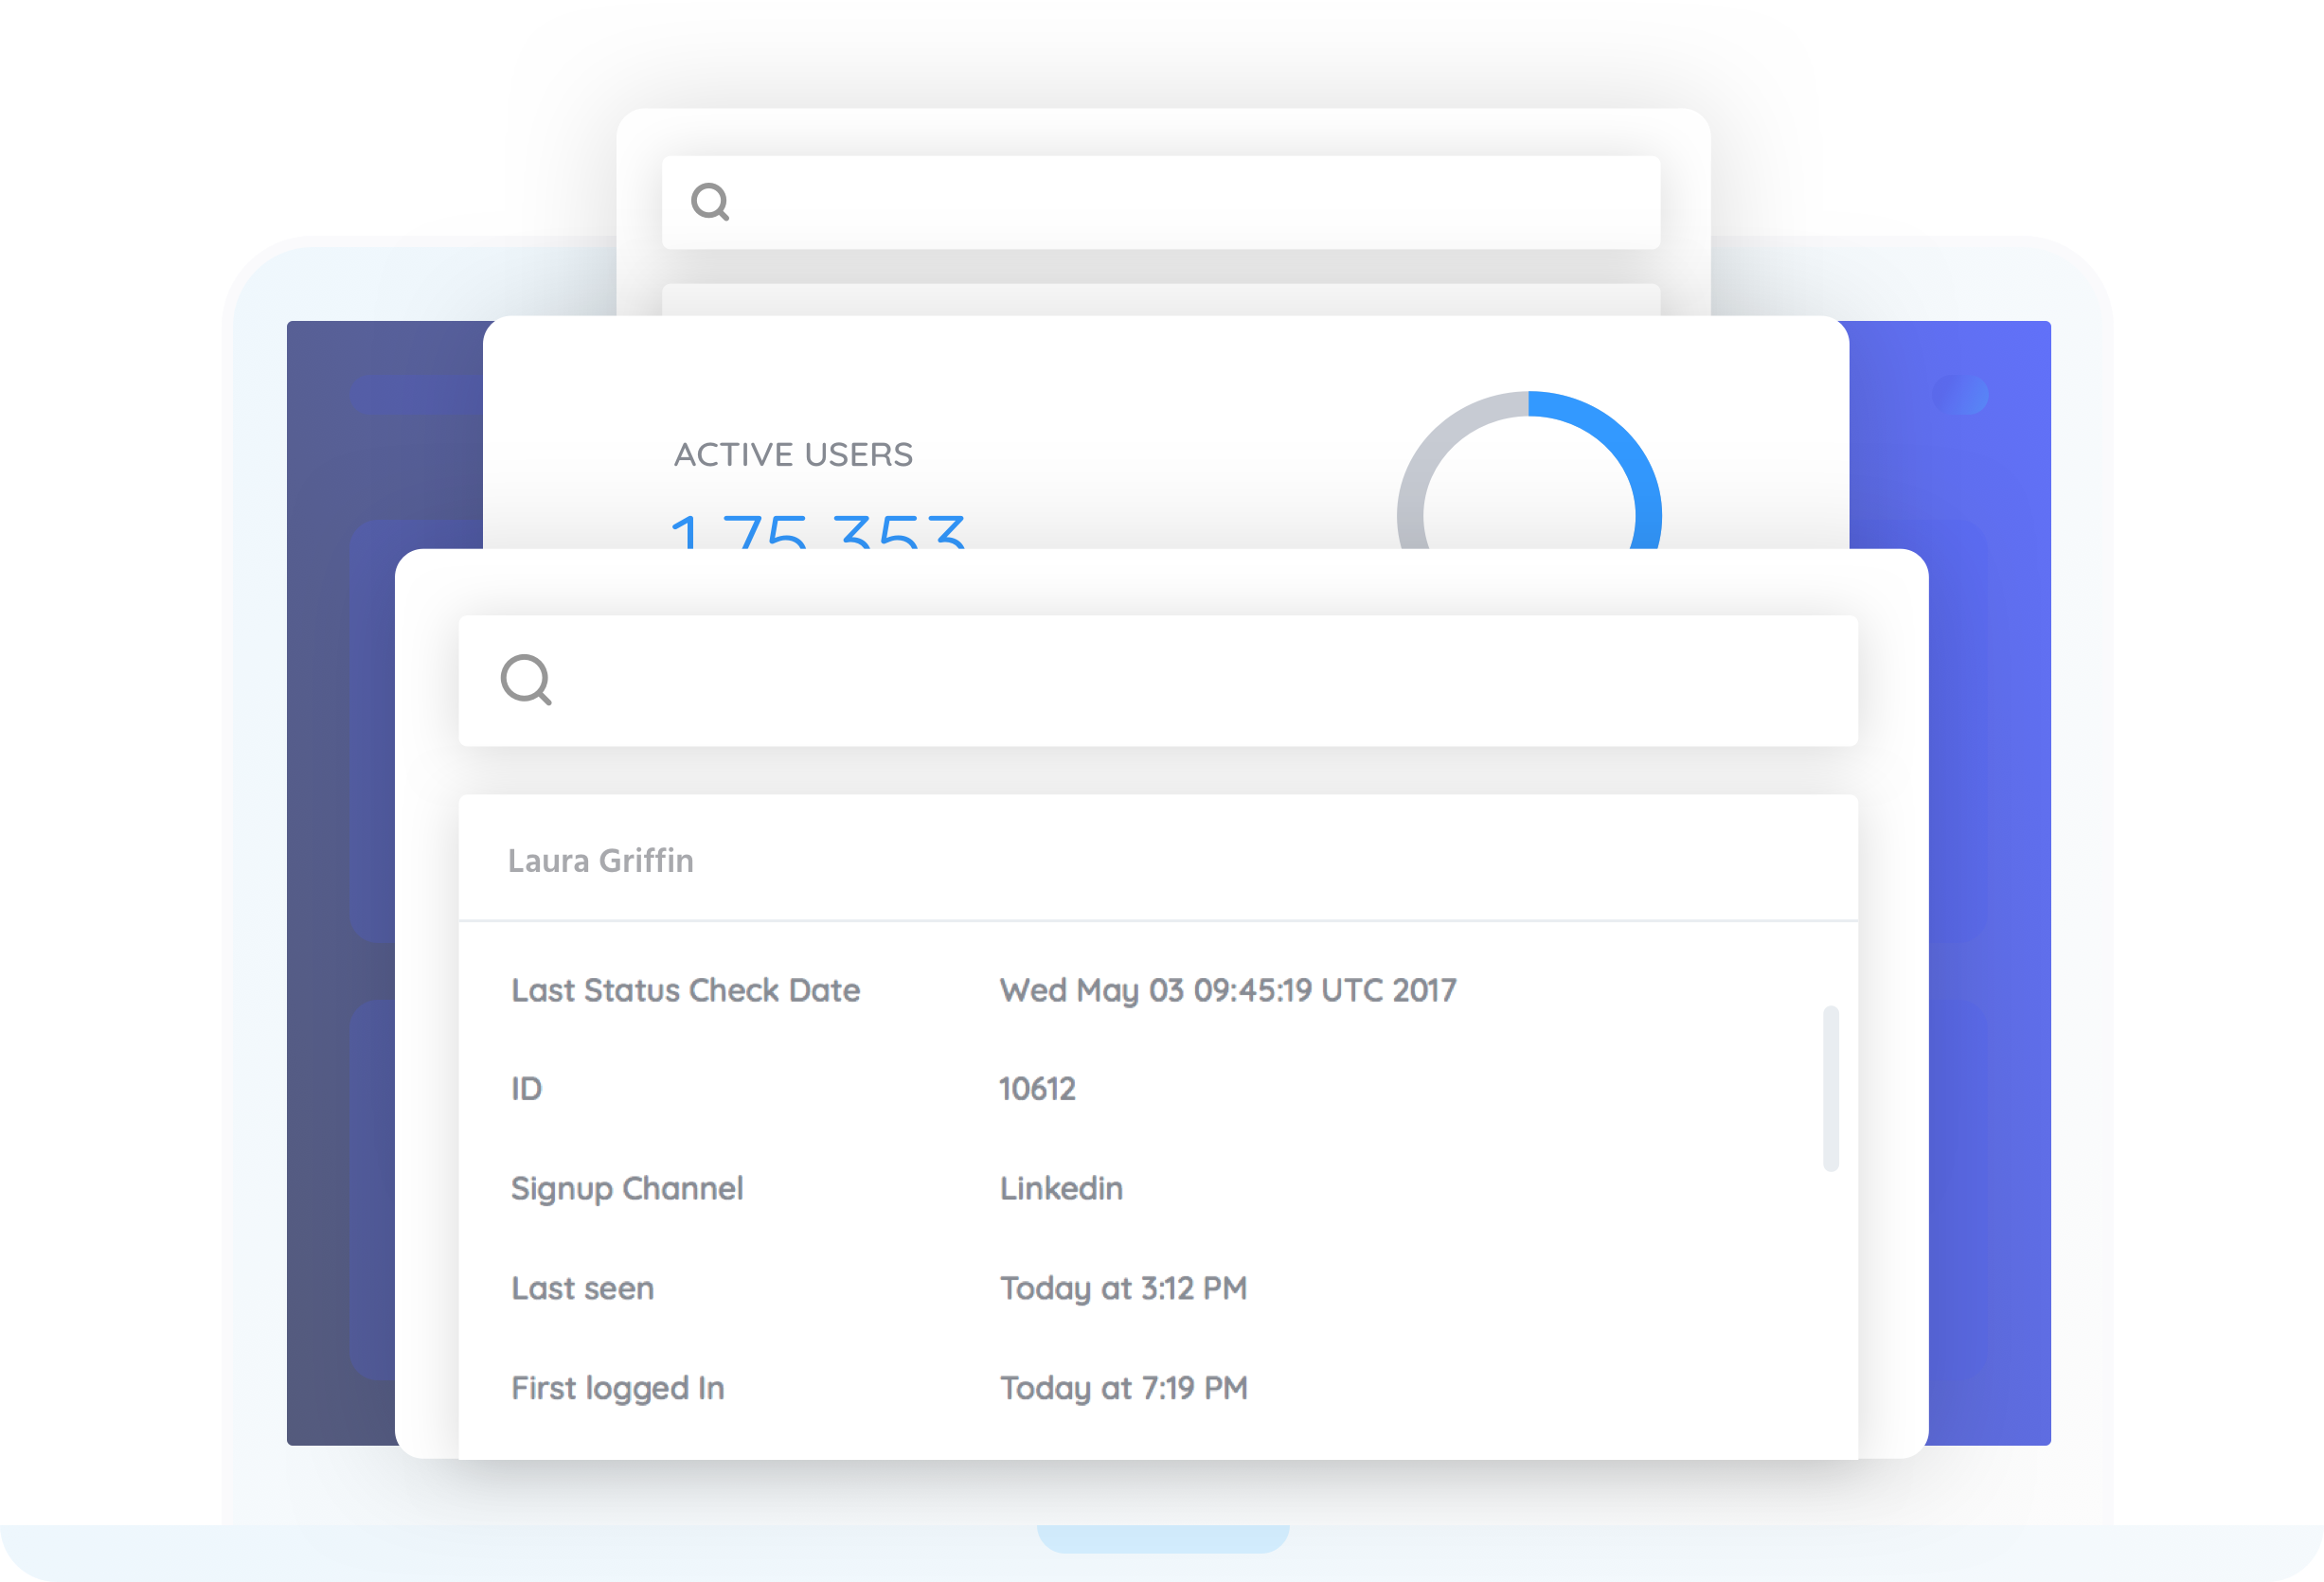 ACTIVE USERS
1 75 353
Laura Griffin
Last Status Check Date Wed May 03 09:45:19 UTC 2017
ID 10612
Signup Channel Linkedin
Last seen Today at 3:12 PM
First logged In Today at 7:19 PM